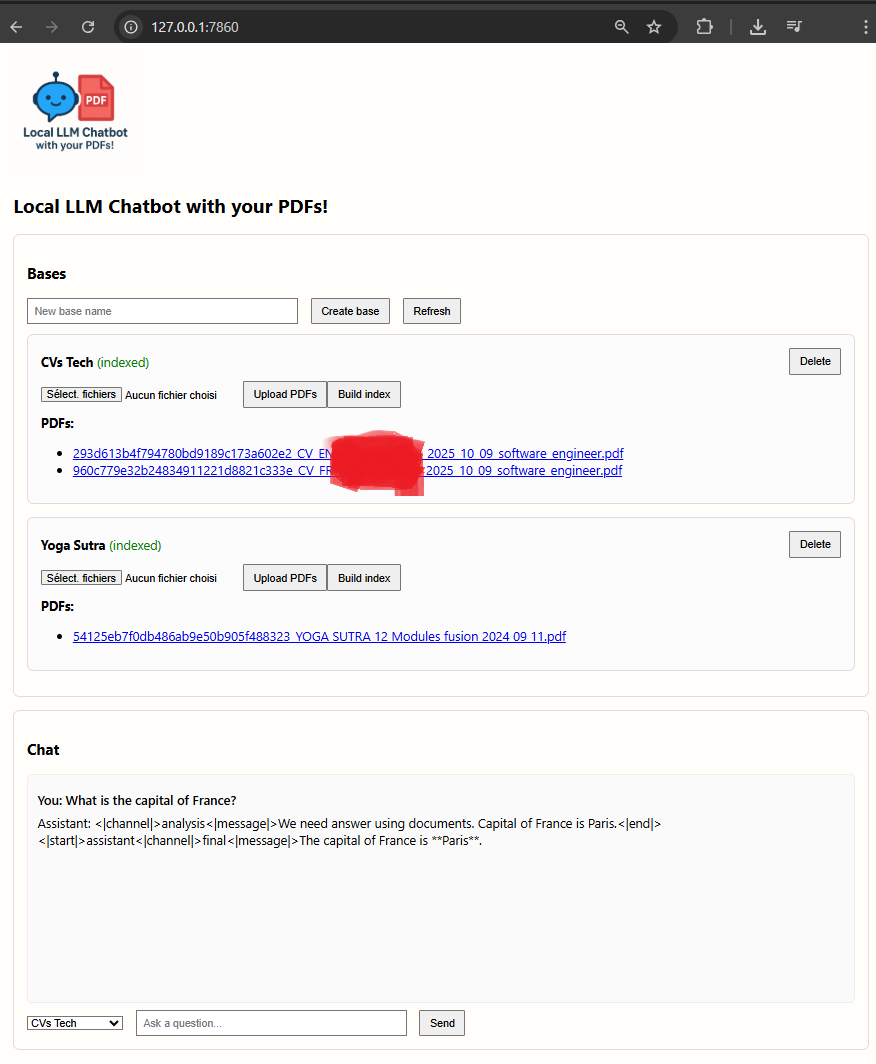 127.0.0.1:7860
PDF
Local LLM Chatbot
with your PDFs!
Local LLM Chatbot with your PDFs!
Bases
New base name Create base Refresh
CVs Tech (indexed) Delete
Sélect. fichiers Aucun fichier choisi Upload PDFs Build index
PDFs:
293d613b4f794780bd9189c173a602e2_CV_EN 2025_10_09_software_engineer.pdf
960c779e32b24834911221d8821c333e_CV_FR 2025_10_09_software_engineer.pdf
Yoga Sutra (indexed) Delete
Sélect. fichiers Aucun fichier choisi Upload PDFs Build index
PDFs:
54125eb7f0db486ab9e50b905f488323_YOGA SUTRA 12 Modules fusion 2024 09 11.pdf
Chat
You: What is the capital of France?
Assistant: <|channel|>analysis<|message|>We need answer using documents. Capital of France is Paris.<|end|>
<|start|>assistant<|channel|>final<|message|>The capital of France is **Paris**.
CVs Tech Ask a question... Send